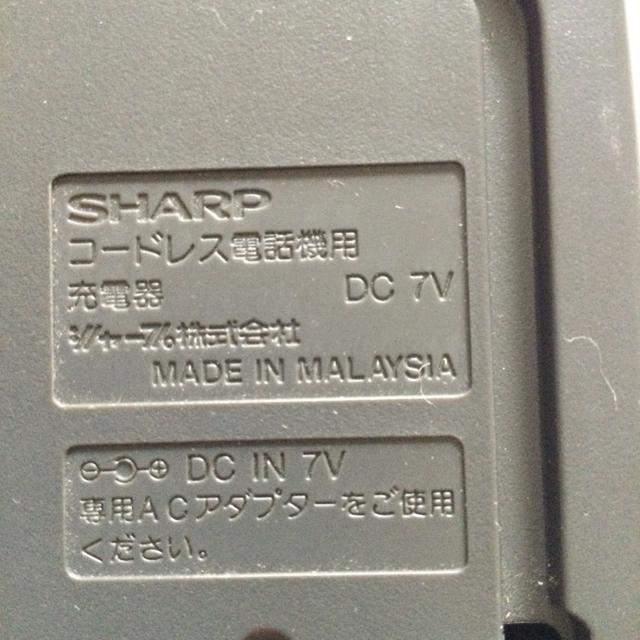 SHARP
コードレス電話機用
充電器 DC 7V
シャープ株式会社
MADE IN MALAYSIA
⊖-C-⊕ DC IN 7V
専用ACアダプターをご使用
ください。